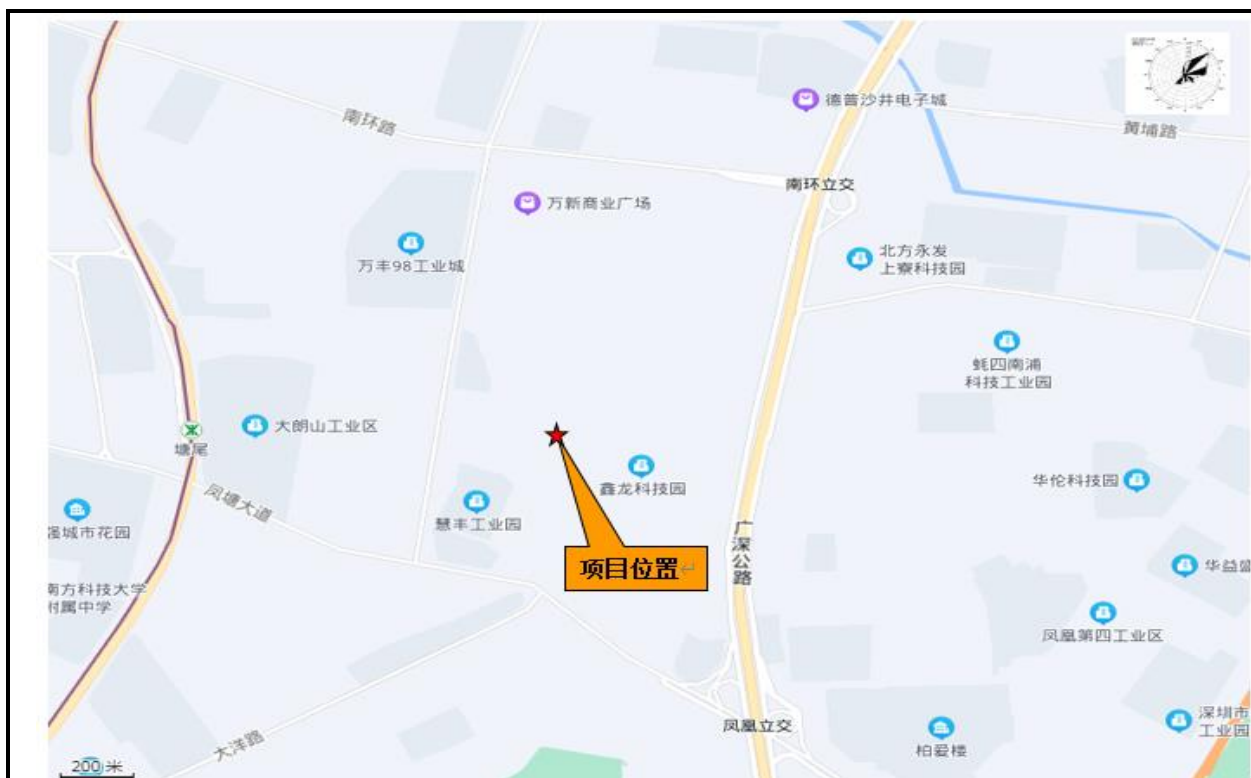 德普沙井电子城
黄埔路
南环路
南环立交
万新商业广场
万丰98工业城
北方永发
上寮科技园
蚝四南浦
科技工业园
大朗山工业区
塘尾
鑫龙科技园
华伦科技园
凤塘大道
慧丰工业园
强城市花园
广深公路
项目位置
华益盛
南方科技大学
附属中学
凤凰第四工业区
深圳市
工业园
凤凰立交
柏爱楼
大洋路
200米